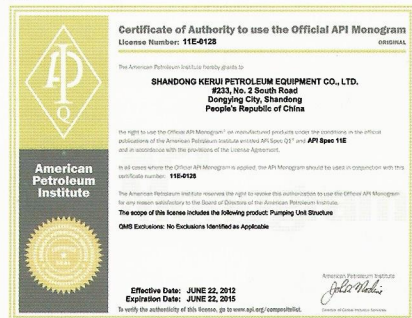 Certificate of Authority to use the Official API Monogram
License Number: 11E-0128
ORIGINAL
The American Petroleum Institute hereby grants to
SHANDONG KERUI PETROLEUM EQUIPMENT CO., LTD.
#233, No. 2 South Road
Dongying City, Shandong
People's Republic of China
the right to use the Official API Monogram® on manufactured products under the conditions in the official
publications of the American Petroleum Institute entitled API Spec Q1® and API Spec 11E
and in accordance with the provisions of the License Agreement.
American
Petroleum
Institute
In all cases where the Official API Monogram is applied, the API Monogram should be used in conjunction with this
certificate number: 11E-0128
The American Petroleum Institute reserves the right to revoke this authorization to use the Official API Monogram
for any reason satisfactory to the Board of Directors of the American Petroleum Institute.
The scope of this license includes the following product: Pumping Unit Structure
QMS Exclusions: No Exclusions Identified as Applicable
American Petroleum Institute
Effective Date: JUNE 22, 2012
Expiration Date: JUNE 22, 2015
To verify the authenticity of this license, go to www.api.org/compositelist.
Director of Global Industry Services